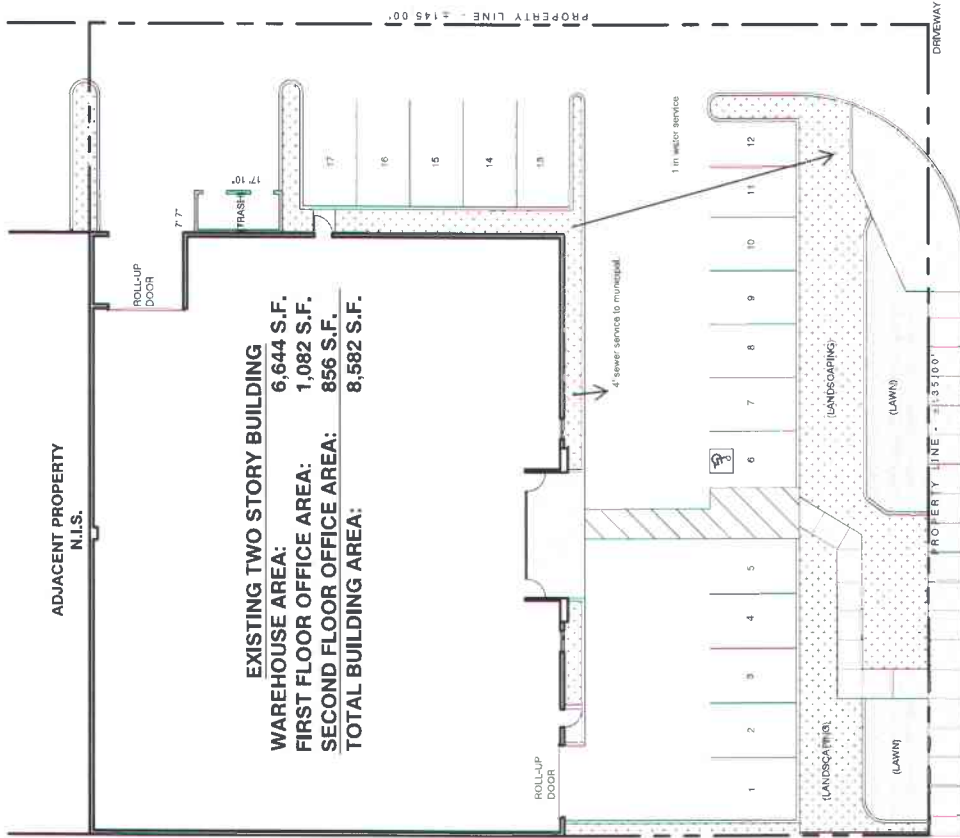 PROPERTY LINE - ±145.00'
ADJACENT PROPERTY
N.I.S.
ROLL-UP
DOOR
7' 7"
17' 10"
TRASH
17
16
15
14
13
EXISTING TWO STORY BUILDING
WAREHOUSE AREA: 6,644 S.F.
FIRST FLOOR OFFICE AREA: 1,082 S.F.
SECOND FLOOR OFFICE AREA: 856 S.F.
TOTAL BUILDING AREA: 8,582 S.F.
1 in water service
4' sewer service to municipal
ROLL-UP
DOOR
1
2
3
4
5
6
7
8
9
10
11
12
(LANDSCAPING)
(LANDSCAPING)
(LAWN)
(LAWN)
PROPERTY LINE - ±135.00'
DRIVEWAY